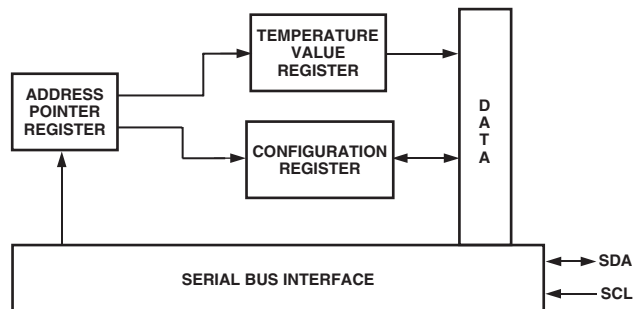 TEMPERATURE
VALUE
REGISTER
ADDRESS
POINTER
REGISTER
CONFIGURATION
REGISTER
D
A
T
A
SERIAL BUS INTERFACE
SDA
SCL